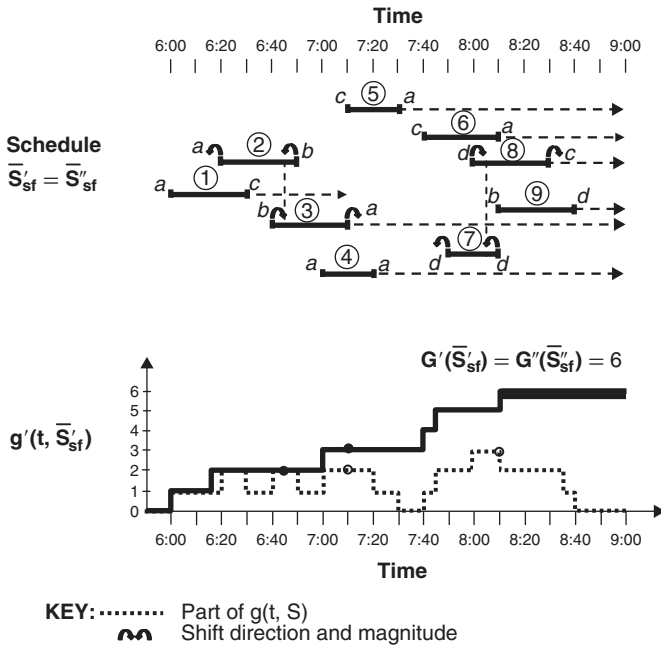 Time
6:00 6:20 6:40 7:00 7:20 7:40 8:00 8:20 8:40 9:00
c ⑤ a
c ⑥ a
Schedule
S̅′sf = S̅″sf
a ② b
d ⑧ c
a ① c
b ⑨ d
b ③ a
d ⑦ d
a ④ a
G′(S̅′sf) = G″(S̅″sf) = 6
g′(t, S̅′sf)
6
5
4
3
2
1
0
6:00 6:20 6:40 7:00 7:20 7:40 8:00 8:20 8:40 9:00
Time
KEY: Part of g(t, S)
Shift direction and magnitude